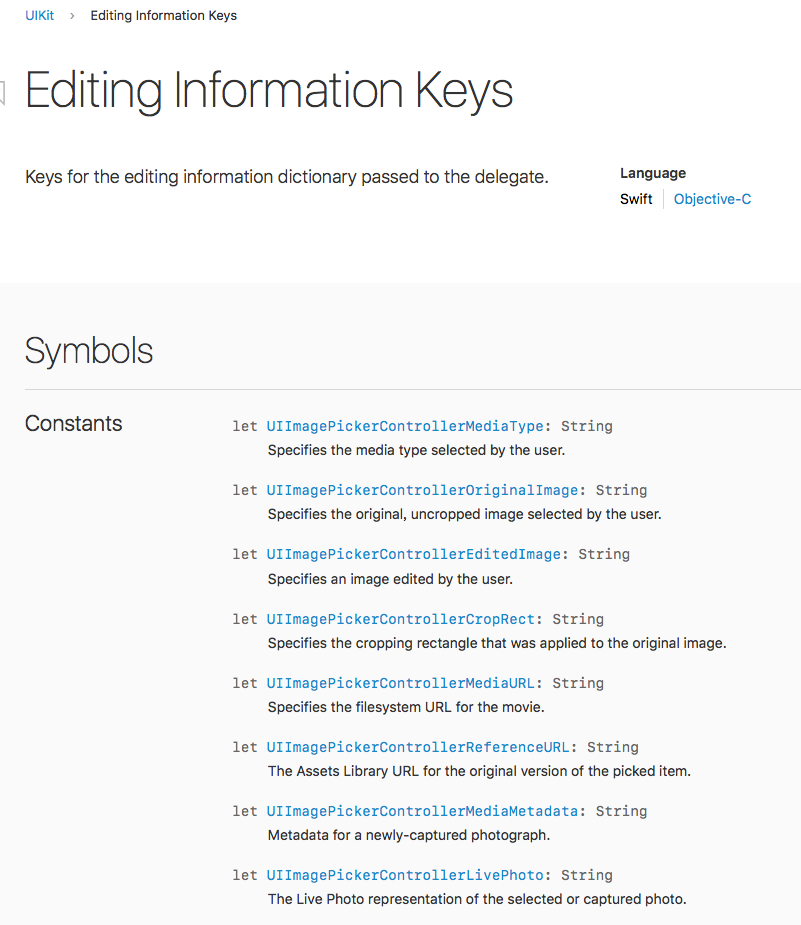 UIKit > Editing Information Keys
Editing Information Keys
Keys for the editing information dictionary passed to the delegate.
Language
Swift Objective-C
Symbols
Constants
let UIImagePickerControllerMediaType: String
Specifies the media type selected by the user.
let UIImagePickerControllerOriginalImage: String
Specifies the original, uncropped image selected by the user.
let UIImagePickerControllerEditedImage: String
Specifies an image edited by the user.
let UIImagePickerControllerCropRect: String
Specifies the cropping rectangle that was applied to the original image.
let UIImagePickerControllerMediaURL: String
Specifies the filesystem URL for the movie.
let UIImagePickerControllerReferenceURL: String
The Assets Library URL for the original version of the picked item.
let UIImagePickerControllerMediaMetadata: String
Metadata for a newly-captured photograph.
let UIImagePickerControllerLivePhoto: String
The Live Photo representation of the selected or captured photo.